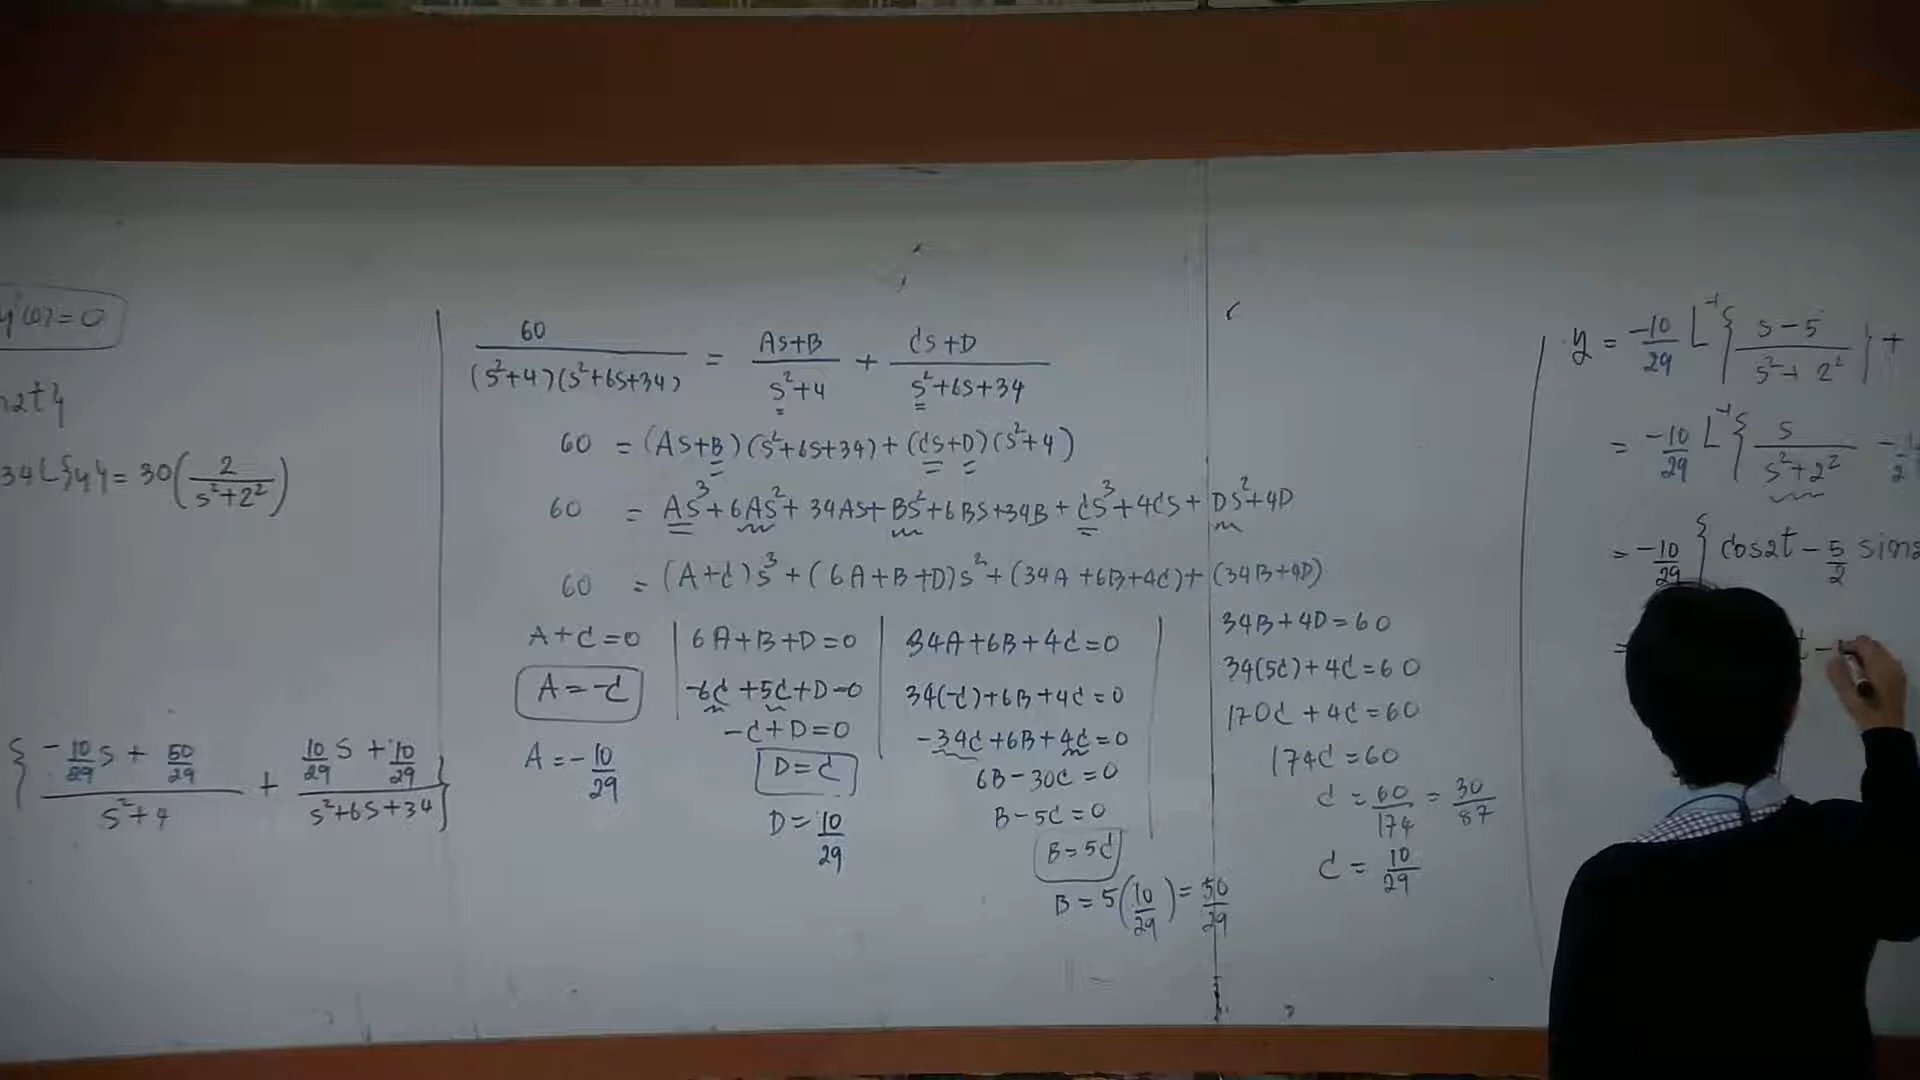 y'(0)=0
n2t}
34L{y} = 30(2/(s²+2²))
{(-10/29 s + 50/29)/(s²+4) + (10/29 s + 10/29)/(s²+6s+34)}
60/((s²+4)(s²+6s+34)) = (As+B)/(s²+4) + (Cs+D)/(s²+6s+34)
60 = (As+B)(s²+6s+34)+(Cs+D)(s²+4)
60 = As³+6As²+34As+BS²+6BS+34B+CS³+4CS+DS²+4D
60 = (A+C)s³+(6A+B+D)s²+(34A+6B+4C)+(34B+4D)
A+C=0
A=-C
A=-10/29
6A+B+D=0
-6C+5C+D=0
-C+D=0
D=C
D=10/29
34A+6B+4C=0
34(-C)+6B+4C=0
-34C+6B+4C=0
6B-30C=0
B-5C=0
B=5C
B=5(10/29)=50/29
34B+4D=60
34(5C)+4C=60
170C+4C=60
174C=60
C=60/174=30/87
C=10/29
y = -10/29 L⁻¹{(s-5)/(s²+2²)} +
= -10/29 L⁻¹{s/(s²+2²) -
= -10/29 {cos2t - 5/2 sin2
=